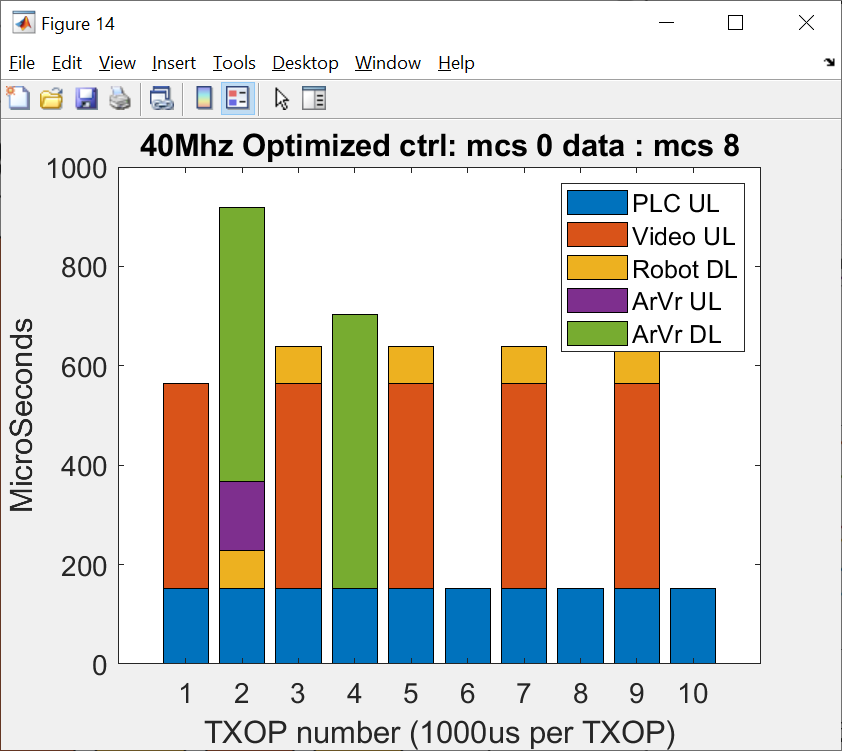 Figure 14
File Edit View Insert Tools Desktop Window Help
40Mhz Optimized ctrl: mcs 0 data : mcs 8
1000
800
600
400
200
0
MicroSeconds
PLC UL
Video UL
Robot DL
ArVr UL
ArVr DL
1 2 3 4 5 6 7 8 9 10
TXOP number (1000us per TXOP)